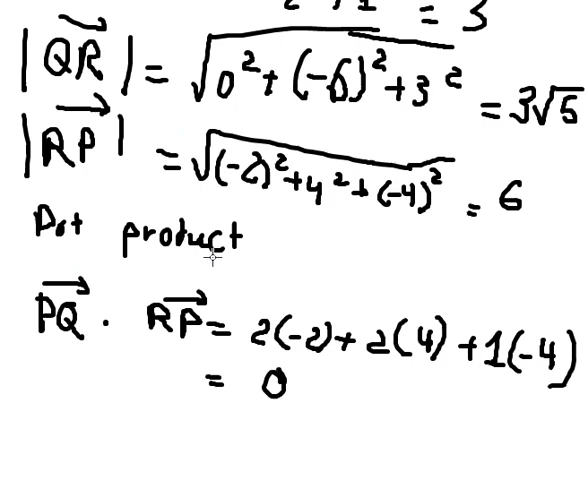 = 3
|QR| = √0² + (-6)² + 3² = 3√5
|RP| = √(-2)² + 4² + (-4)² = 6
Dot product
PQ . RP = 2(-2) + 2(4) + 1(-4)
= 0